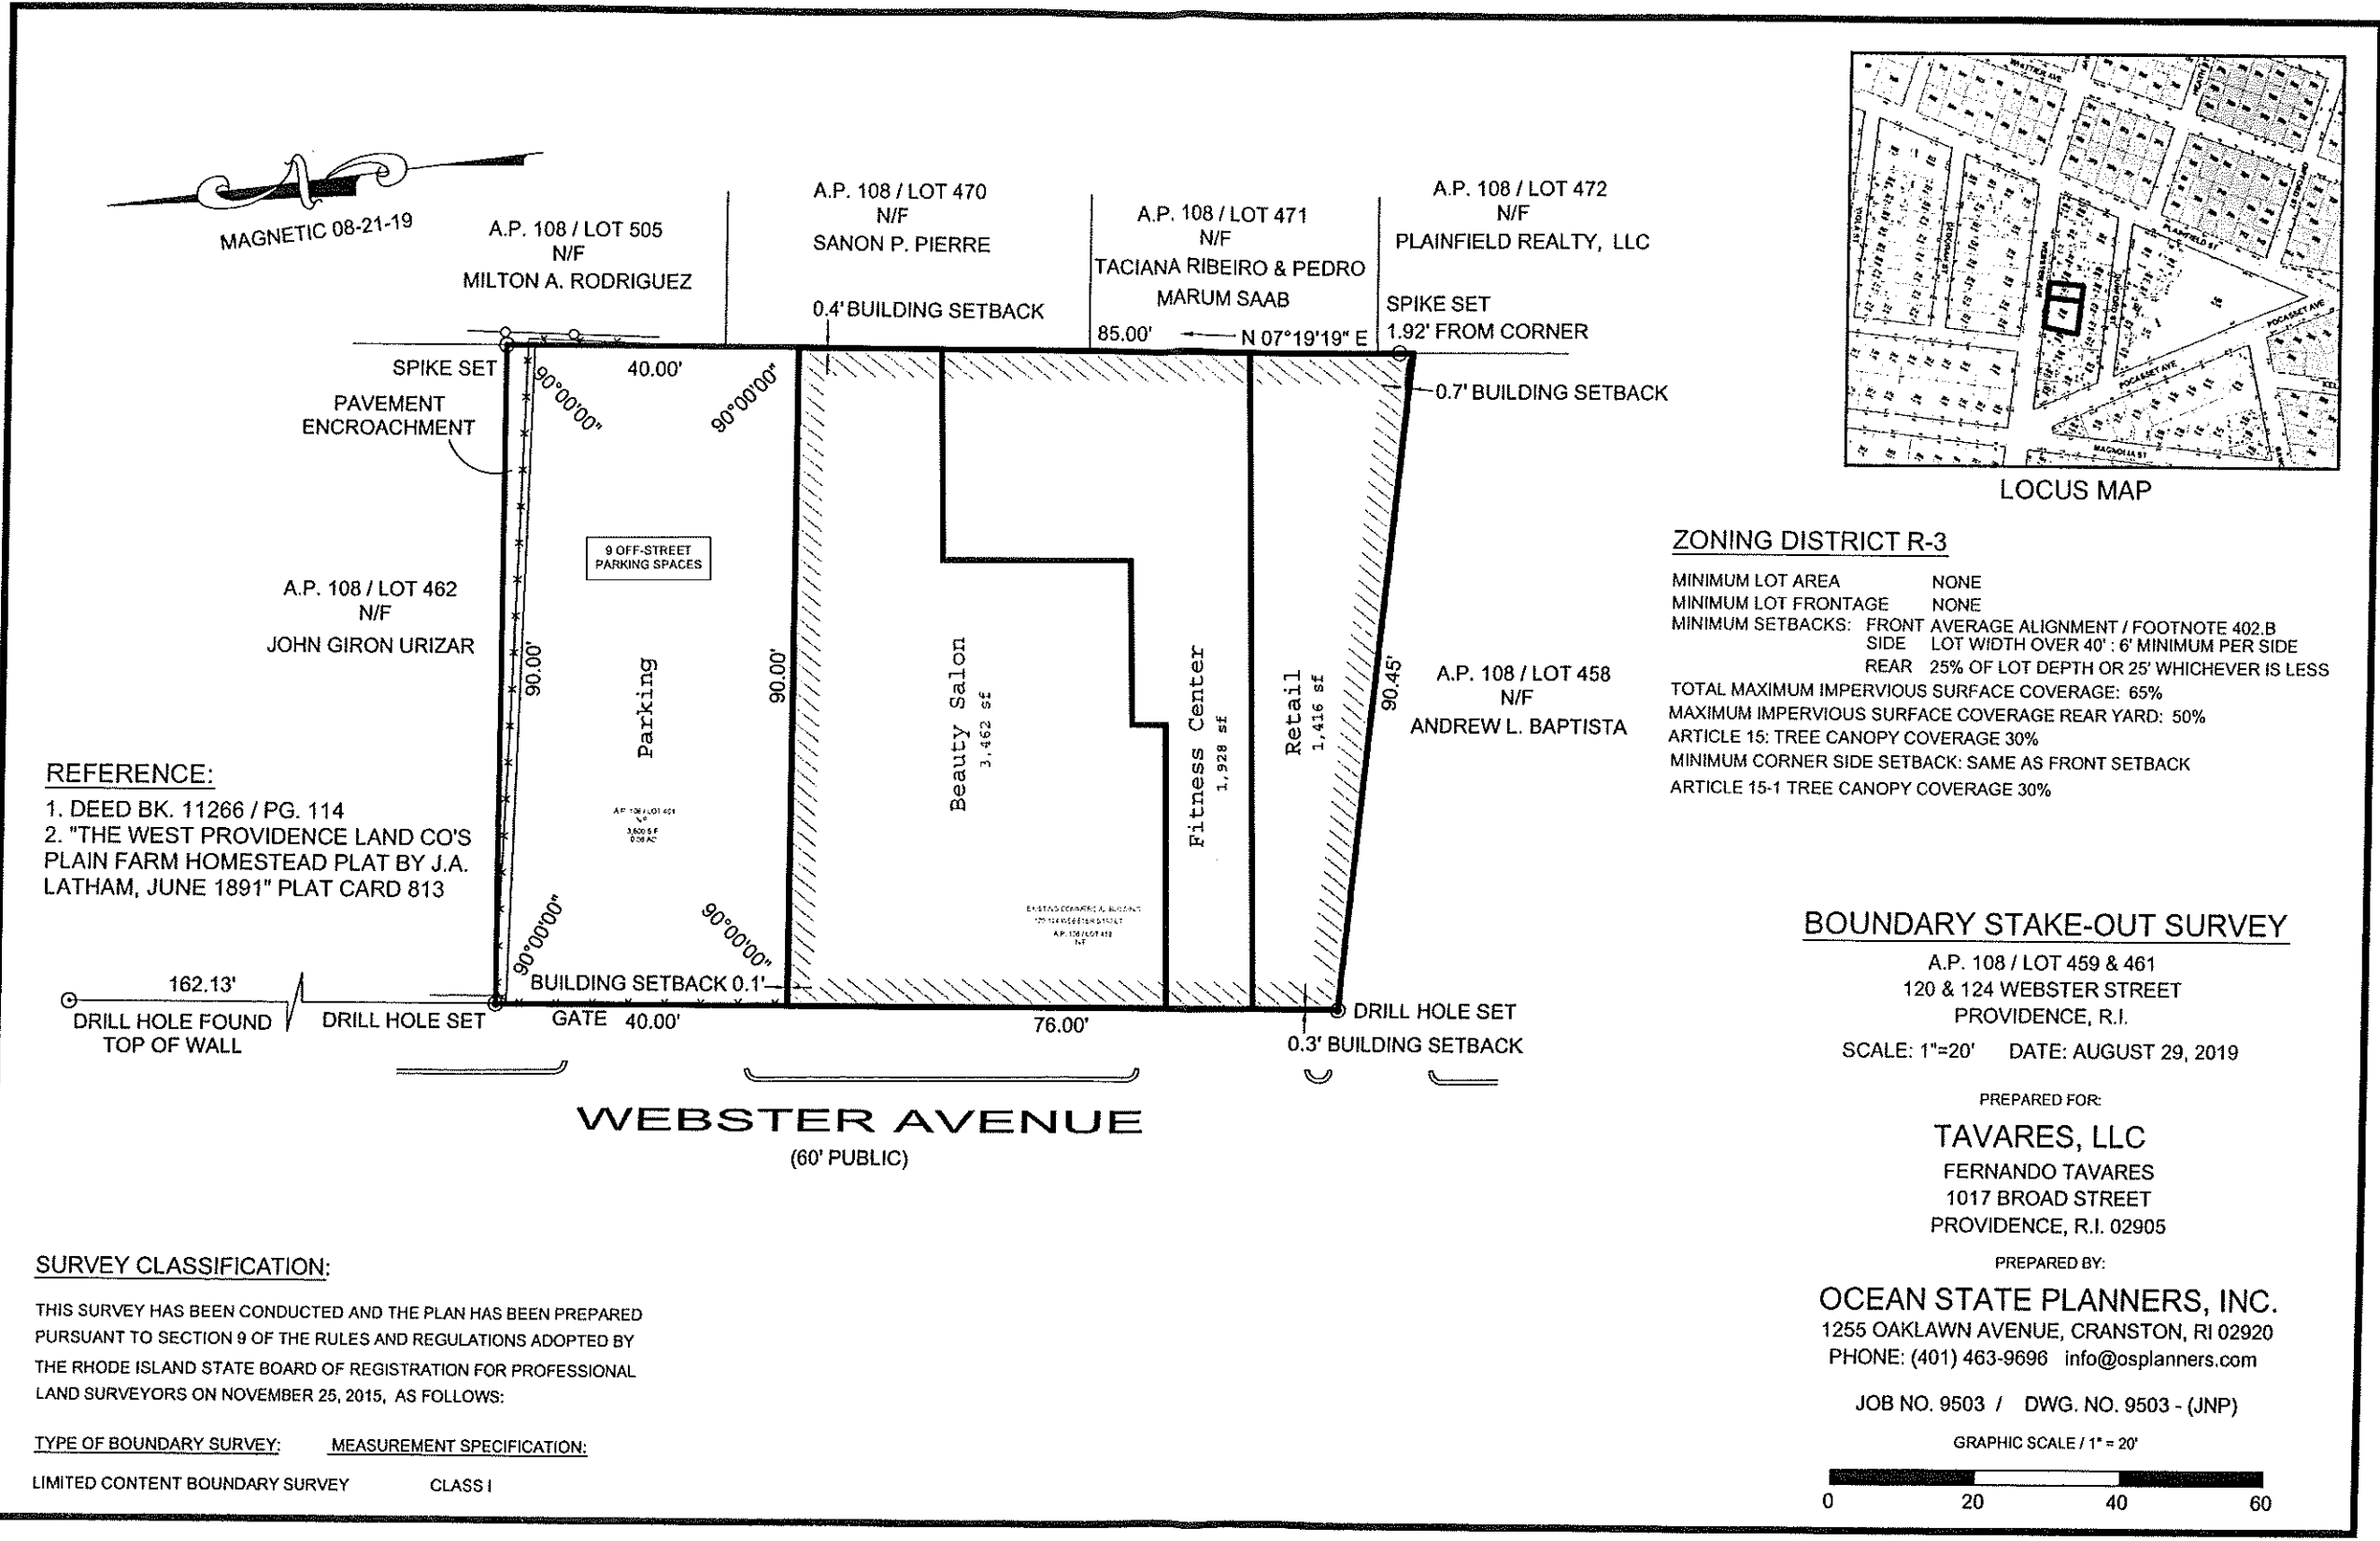 MAGNETIC 08-21-19
A.P. 108 / LOT 505
N/F
MILTON A. RODRIGUEZ
A.P. 108 / LOT 470
N/F
SANON P. PIERRE
0.4' BUILDING SETBACK
A.P. 108 / LOT 471
N/F
TACIANA RIBEIRO & PEDRO
MARUM SAAB
85.00'
N 07°19'19" E
A.P. 108 / LOT 472
N/F
PLAINFIELD REALTY, LLC
SPIKE SET
1.92' FROM CORNER
0.7' BUILDING SETBACK
SPIKE SET
40.00'
90°00'00"
90°00'00"
PAVEMENT
ENCROACHMENT
9 OFF-STREET
PARKING SPACES
A.P. 108 / LOT 462
N/F
JOHN GIRON URIZAR
90.00'
Parking
90.00'
Beauty Salon
3,462 sf
Fitness Center
1,928 sf
Retail
1,416 sf
90.45'
A.P. 108 / LOT 458
N/F
ANDREW L. BAPTISTA
90°00'00"
90°00'00"
BUILDING SETBACK 0.1'
162.13'
DRILL HOLE FOUND
TOP OF WALL
DRILL HOLE SET
GATE
40.00'
76.00'
DRILL HOLE SET
0.3' BUILDING SETBACK
WEBSTER AVENUE
(60' PUBLIC)
REFERENCE:
1. DEED BK. 11266 / PG. 114
2. "THE WEST PROVIDENCE LAND CO'S
PLAIN FARM HOMESTEAD PLAT BY J.A.
LATHAM, JUNE 1891" PLAT CARD 813
SURVEY CLASSIFICATION:
THIS SURVEY HAS BEEN CONDUCTED AND THE PLAN HAS BEEN PREPARED
PURSUANT TO SECTION 9 OF THE RULES AND REGULATIONS ADOPTED BY
THE RHODE ISLAND STATE BOARD OF REGISTRATION FOR PROFESSIONAL
LAND SURVEYORS ON NOVEMBER 25, 2015, AS FOLLOWS:
TYPE OF BOUNDARY SURVEY: MEASUREMENT SPECIFICATION:
LIMITED CONTENT BOUNDARY SURVEY CLASS I
PLAINFIELD ST
POCASSET AVE
POCASSET AVE
MAGNOLIA ST
LOCUS MAP
ZONING DISTRICT R-3
MINIMUM LOT AREA NONE
MINIMUM LOT FRONTAGE NONE
MINIMUM SETBACKS: FRONT AVERAGE ALIGNMENT / FOOTNOTE 402.B
SIDE LOT WIDTH OVER 40' : 6' MINIMUM PER SIDE
REAR 25% OF LOT DEPTH OR 25' WHICHEVER IS LESS
TOTAL MAXIMUM IMPERVIOUS SURFACE COVERAGE: 65%
MAXIMUM IMPERVIOUS SURFACE COVERAGE REAR YARD: 50%
ARTICLE 15: TREE CANOPY COVERAGE 30%
MINIMUM CORNER SIDE SETBACK: SAME AS FRONT SETBACK
ARTICLE 15-1 TREE CANOPY COVERAGE 30%
BOUNDARY STAKE-OUT SURVEY
A.P. 108 / LOT 459 & 461
120 & 124 WEBSTER STREET
PROVIDENCE, R.I.
SCALE: 1"=20' DATE: AUGUST 29, 2019
PREPARED FOR:
TAVARES, LLC
FERNANDO TAVARES
1017 BROAD STREET
PROVIDENCE, R.I. 02905
PREPARED BY:
OCEAN STATE PLANNERS, INC.
1255 OAKLAWN AVENUE, CRANSTON, RI 02920
PHONE: (401) 463-9696 info@osplanners.com
JOB NO. 9503 / DWG. NO. 9503 - (JNP)
GRAPHIC SCALE / 1" = 20'
0 20 40 60